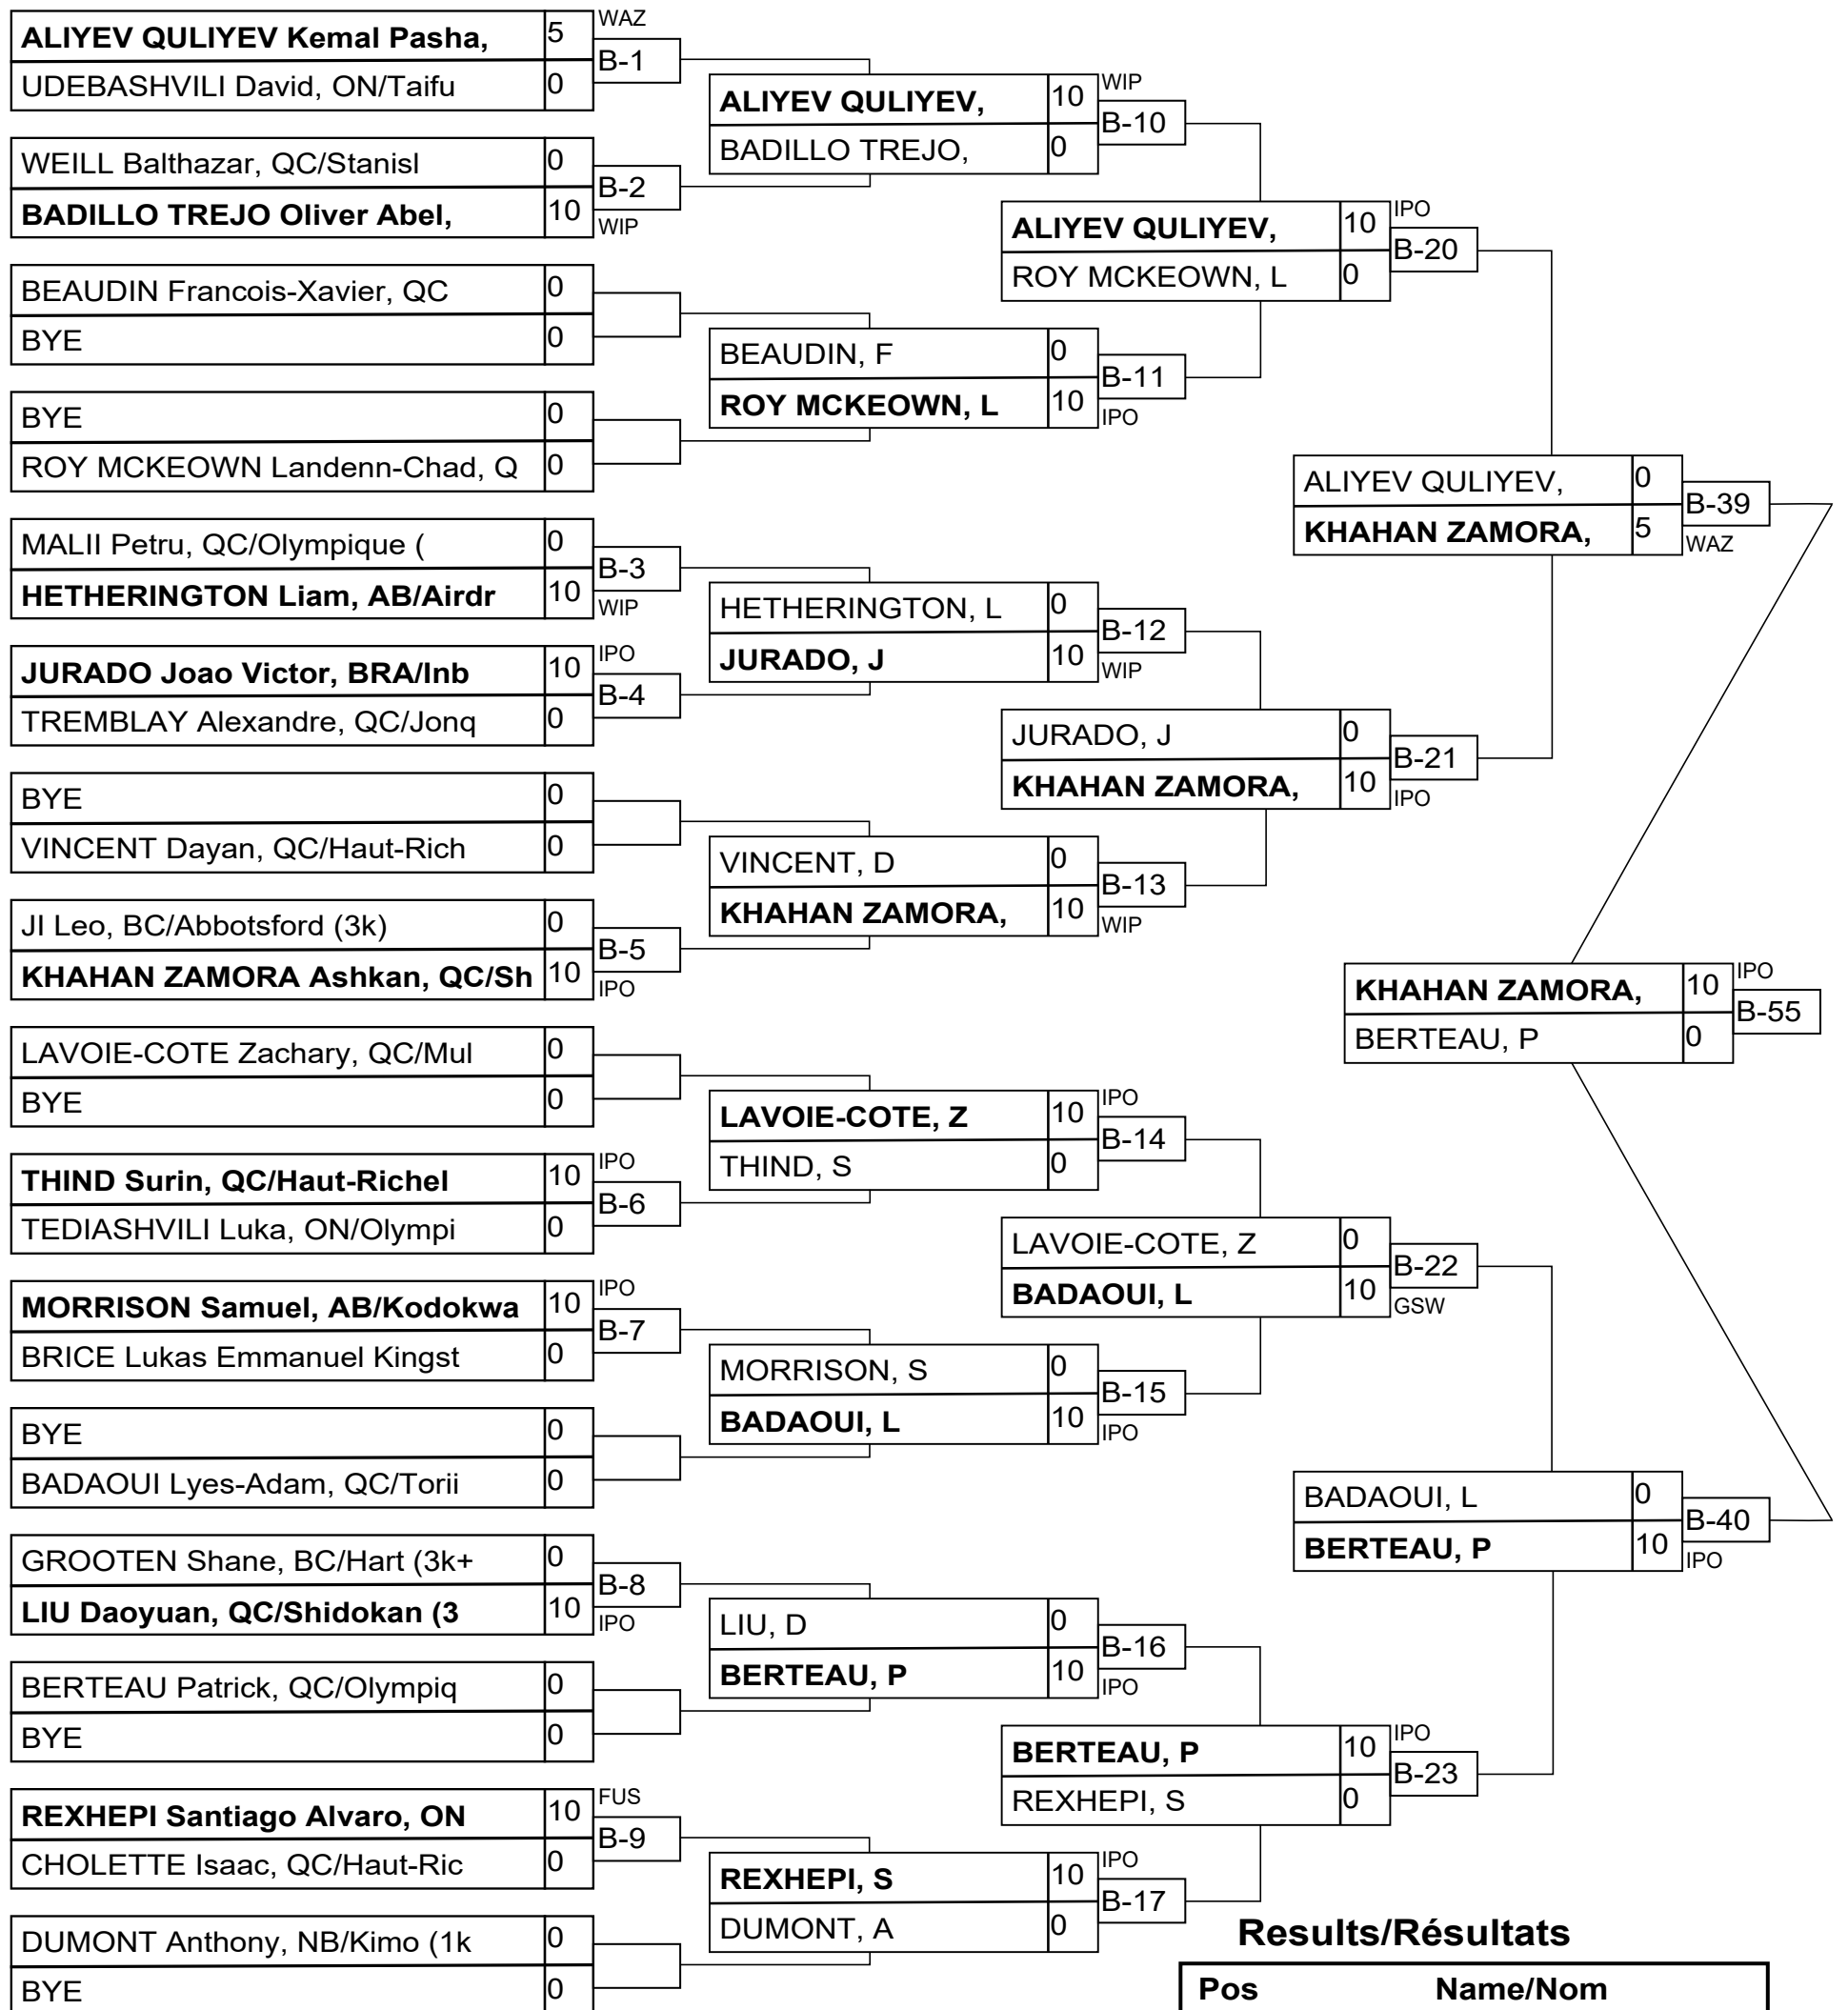 ALIYEV QULIYEV Kemal Pasha, 5 WAZ
B-1
UDEBASHVILI David, ON/Taifu 0
WEILL Balthazar, QC/Stanisl 0
B-2
BADILLO TREJO Oliver Abel, 10 WIP
BEAUDIN Francois-Xavier, QC 0
BYE 0
BYE 0
ROY MCKEOWN Landenn-Chad, Q 0
MALII Petru, QC/Olympique ( 0
B-3
HETHERINGTON Liam, AB/Airdr 10 WIP
JURADO Joao Victor, BRA/Inb 10 IPO
B-4
TREMBLAY Alexandre, QC/Jonq 0
BYE 0
VINCENT Dayan, QC/Haut-Rich 0
JI Leo, BC/Abbotsford (3k) 0
B-5
KHAHAN ZAMORA Ashkan, QC/Sh 10 IPO
LAVOIE-COTE Zachary, QC/Mul 0
BYE 0
THIND Surin, QC/Haut-Richel 10 IPO
B-6
TEDIASHVILI Luka, ON/Olympi 0
MORRISON Samuel, AB/Kodokwa 10 IPO
B-7
BRICE Lukas Emmanuel Kingst 0
BYE 0
BADAOUI Lyes-Adam, QC/Torii 0
GROOTEN Shane, BC/Hart (3k+ 0
B-8
LIU Daoyuan, QC/Shidokan (3 10 IPO
BERTEAU Patrick, QC/Olympiq 0
BYE 0
REXHEPI Santiago Alvaro, ON 10 FUS
B-9
CHOLETTE Isaac, QC/Haut-Ric 0
DUMONT Anthony, NB/Kimo (1k 0
BYE 0
ALIYEV QULIYEV, 10 WIP
B-10
BADILLO TREJO, 0
BEAUDIN, F 0
B-11
ROY MCKEOWN, L 10 IPO
HETHERINGTON, L 0
B-12
JURADO, J 10 WIP
VINCENT, D 0
B-13
KHAHAN ZAMORA, 10 WIP
LAVOIE-COTE, Z 10 IPO
B-14
THIND, S 0
MORRISON, S 0
B-15
BADAOUI, L 10 IPO
LIU, D 0
B-16
BERTEAU, P 10 IPO
REXHEPI, S 10 IPO
B-17
DUMONT, A 0
ALIYEV QULIYEV, 10 IPO
B-20
ROY MCKEOWN, L 0
JURADO, J 0
B-21
KHAHAN ZAMORA, 10 IPO
LAVOIE-COTE, Z 0
B-22
BADAOUI, L 10 GSW
BERTEAU, P 10 IPO
B-23
REXHEPI, S 0
ALIYEV QULIYEV, 0
B-39
KHAHAN ZAMORA, 5 WAZ
BADAOUI, L 0
B-40
BERTEAU, P 10 IPO
KHAHAN ZAMORA, 10 IPO
B-55
BERTEAU, P 0
Results/Résultats
Pos Name/Nom